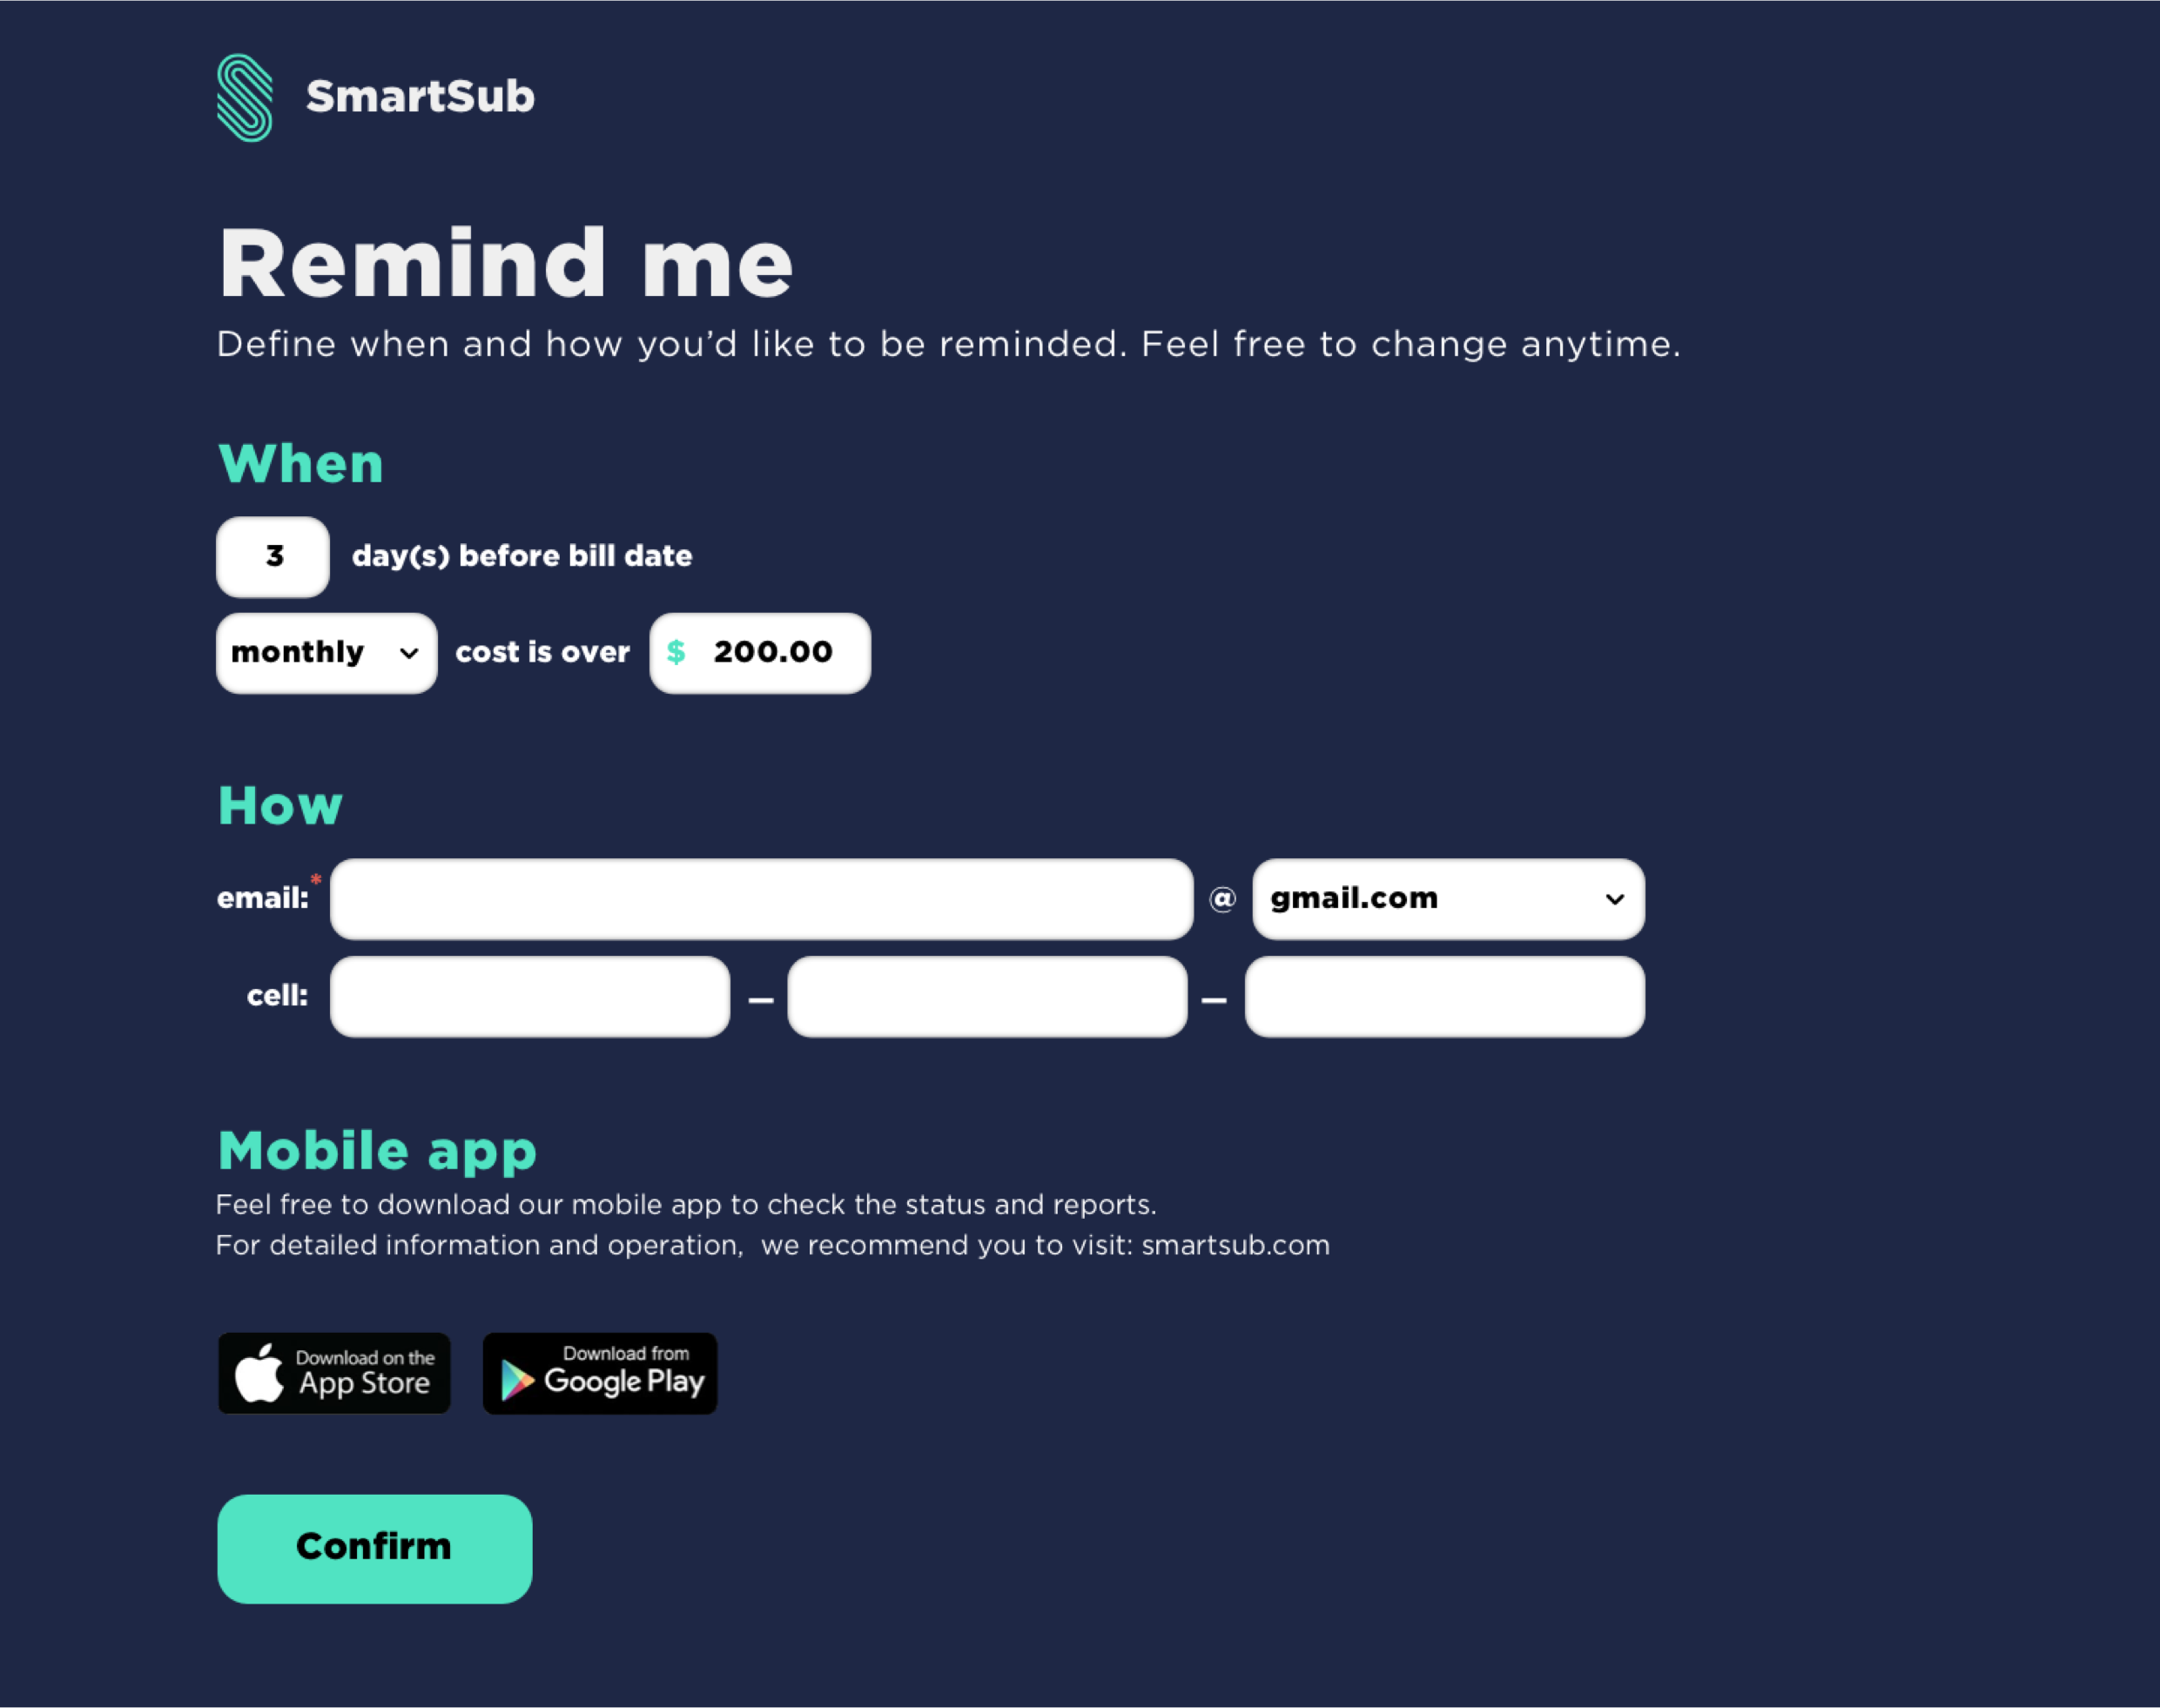 SmartSub
Remind me
Define when and how you’d like to be reminded. Feel free to change anytime.
When
3 day(s) before bill date
monthly cost is over $ 200.00
How
email:* @ gmail.com
cell: – –
Mobile app
Feel free to download our mobile app to check the status and reports.
For detailed information and operation, we recommend you to visit: smartsub.com
Download on the
App Store
Download from
Google Play
Confirm